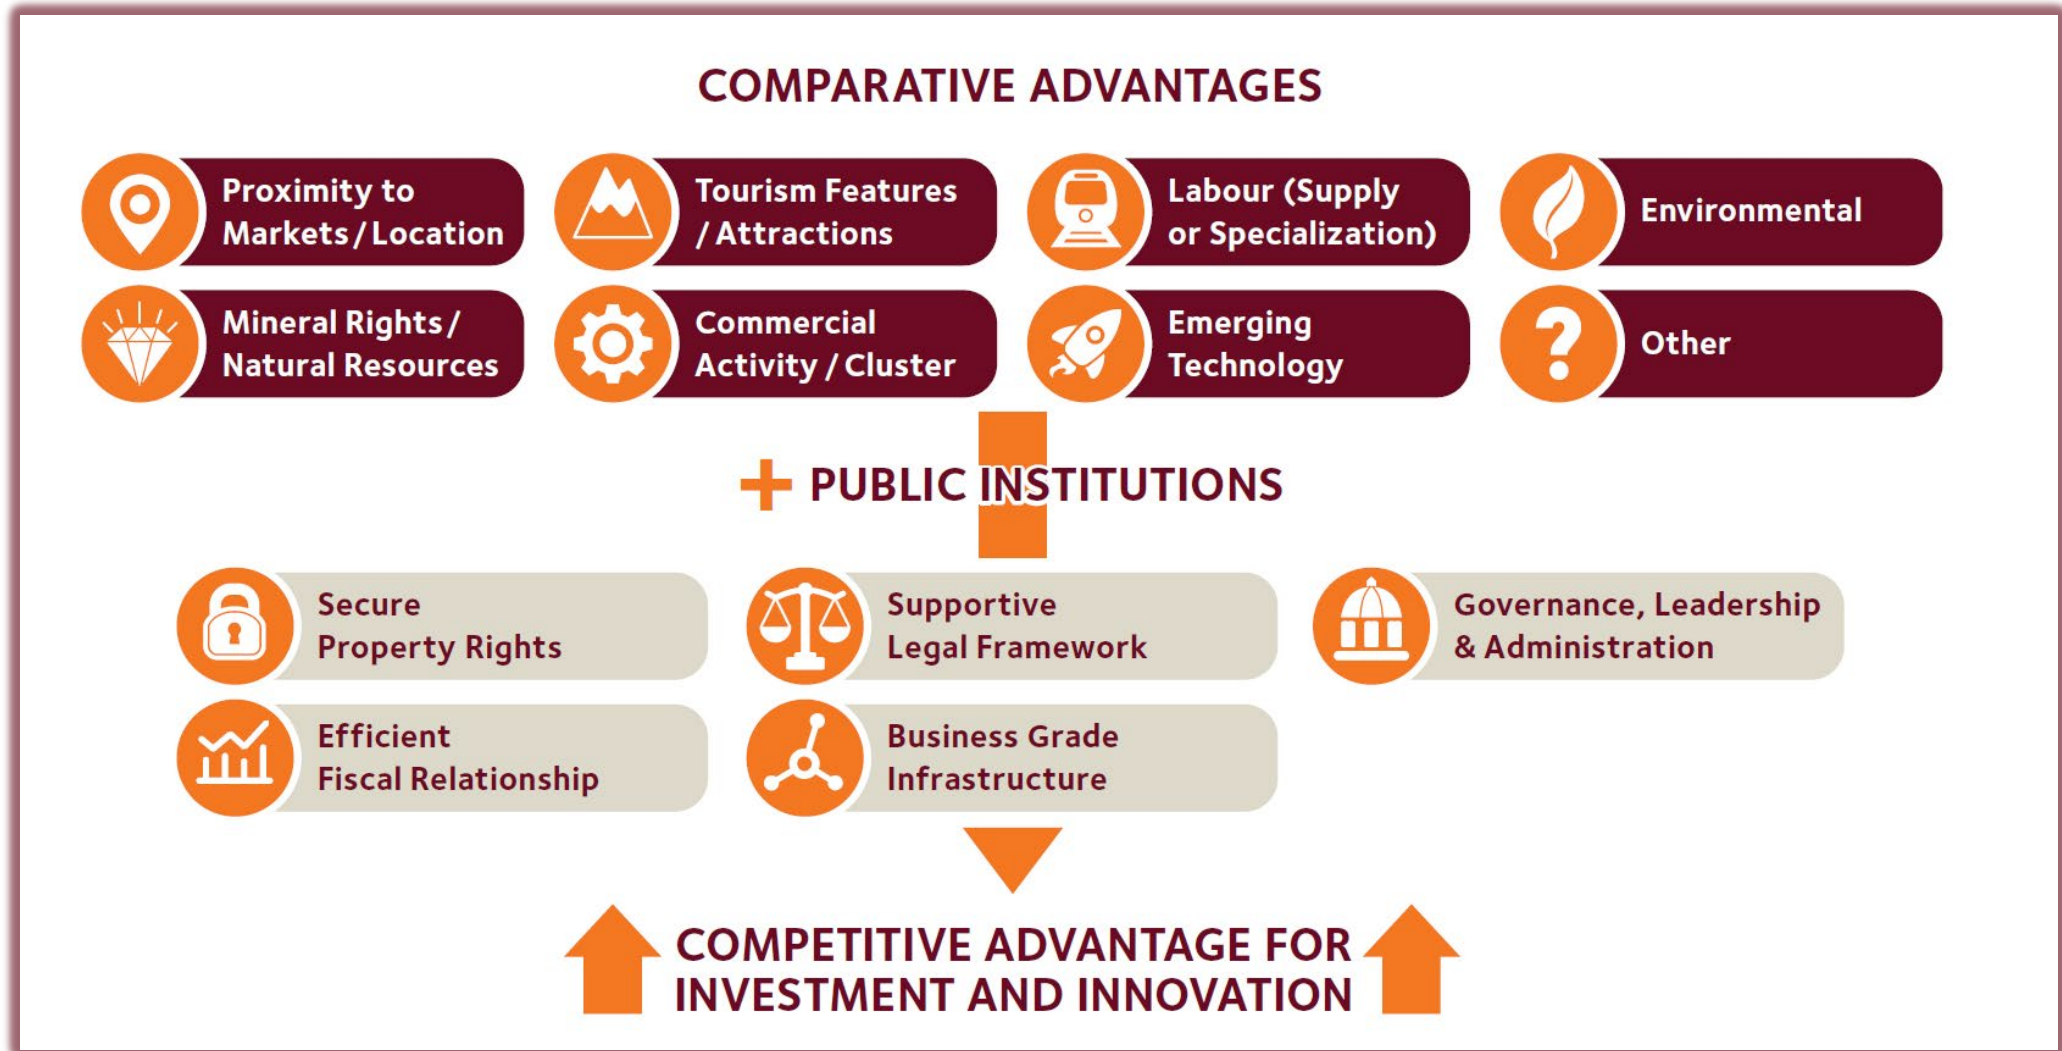 COMPARATIVE ADVANTAGES
Proximity to
Markets / Location
Tourism Features
/ Attractions
Labour (Supply
or Specialization)
Environmental
Mineral Rights /
Natural Resources
Commercial
Activity / Cluster
Emerging
Technology
?
Other
+ PUBLIC INSTITUTIONS
Secure
Property Rights
Supportive
Legal Framework
Governance, Leadership
& Administration
Efficient
Fiscal Relationship
Business Grade
Infrastructure
COMPETITIVE ADVANTAGE FOR
INVESTMENT AND INNOVATION